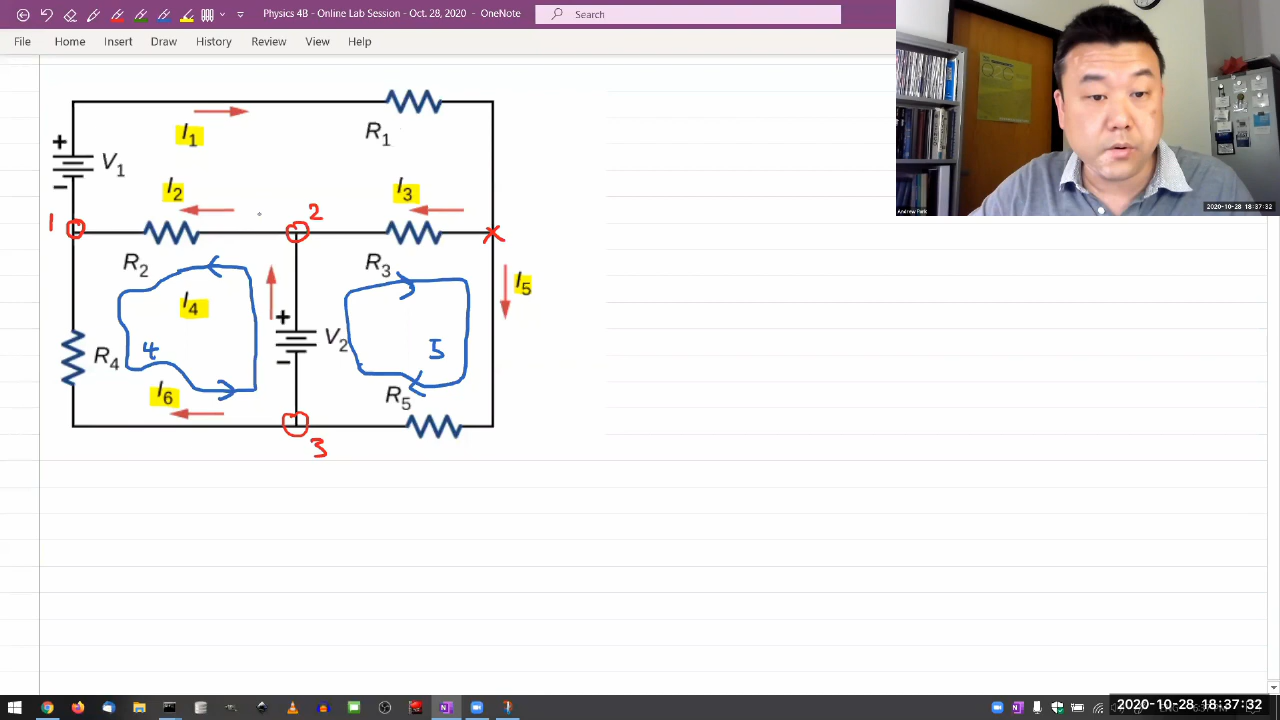 Physics 4B - Online Lab Session - Oct. 28, 2020 - OneNote
Search
File Home Insert Draw History Review View Help
I1
R1
+
V1
−
I2
I3
1
2
R2
R3
I5
I4
+
V2
−
R4
4
5
I6
R5
3
Andrew Park
2020-10-28 18:37:32
2020-10-28 18:37:32